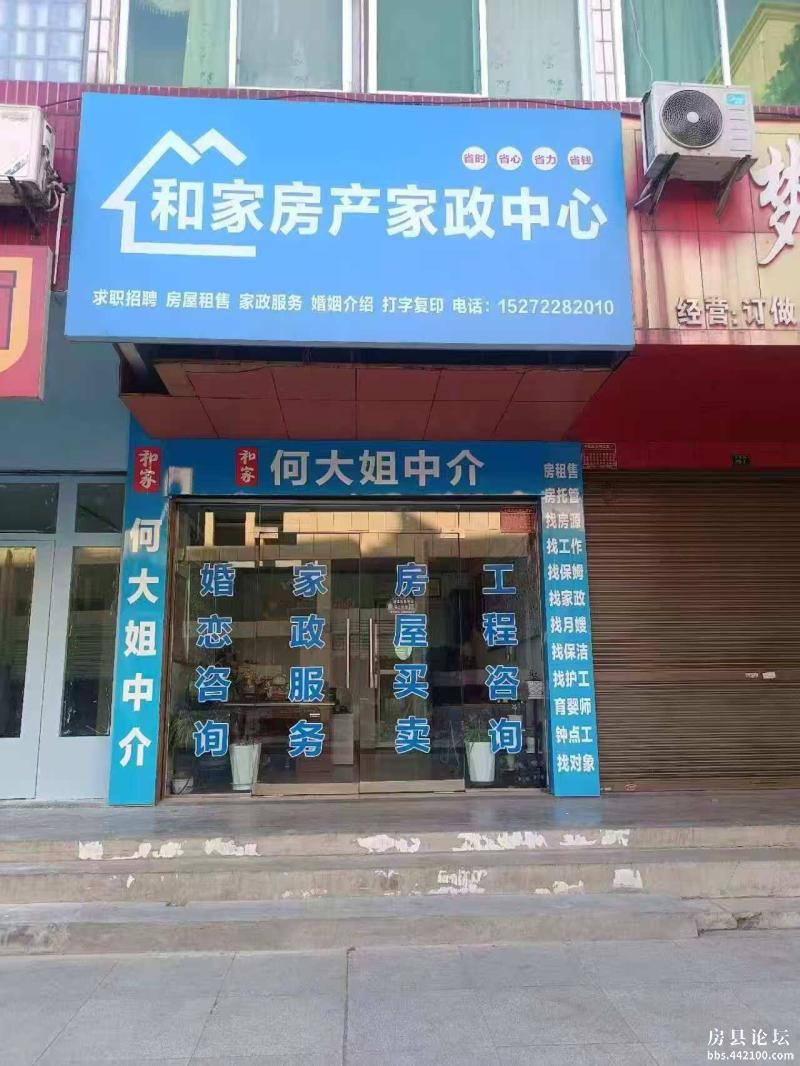 省时 省心 省力 省钱
和家房产家政中心
求职招聘 房屋租售 家政服务 婚姻介绍 打字复印 电话：15272282010
梦
经营：订做
和家
和家
何大姐中介
何大姐中介
婚恋咨询
家政服务
房屋买卖
工程咨询
房租售
房托管
找房源
找工作
找保姆
找家政
找月嫂
找保洁
找护工
育婴师
钟点工
找对象
房县论坛
bbs.442100.com